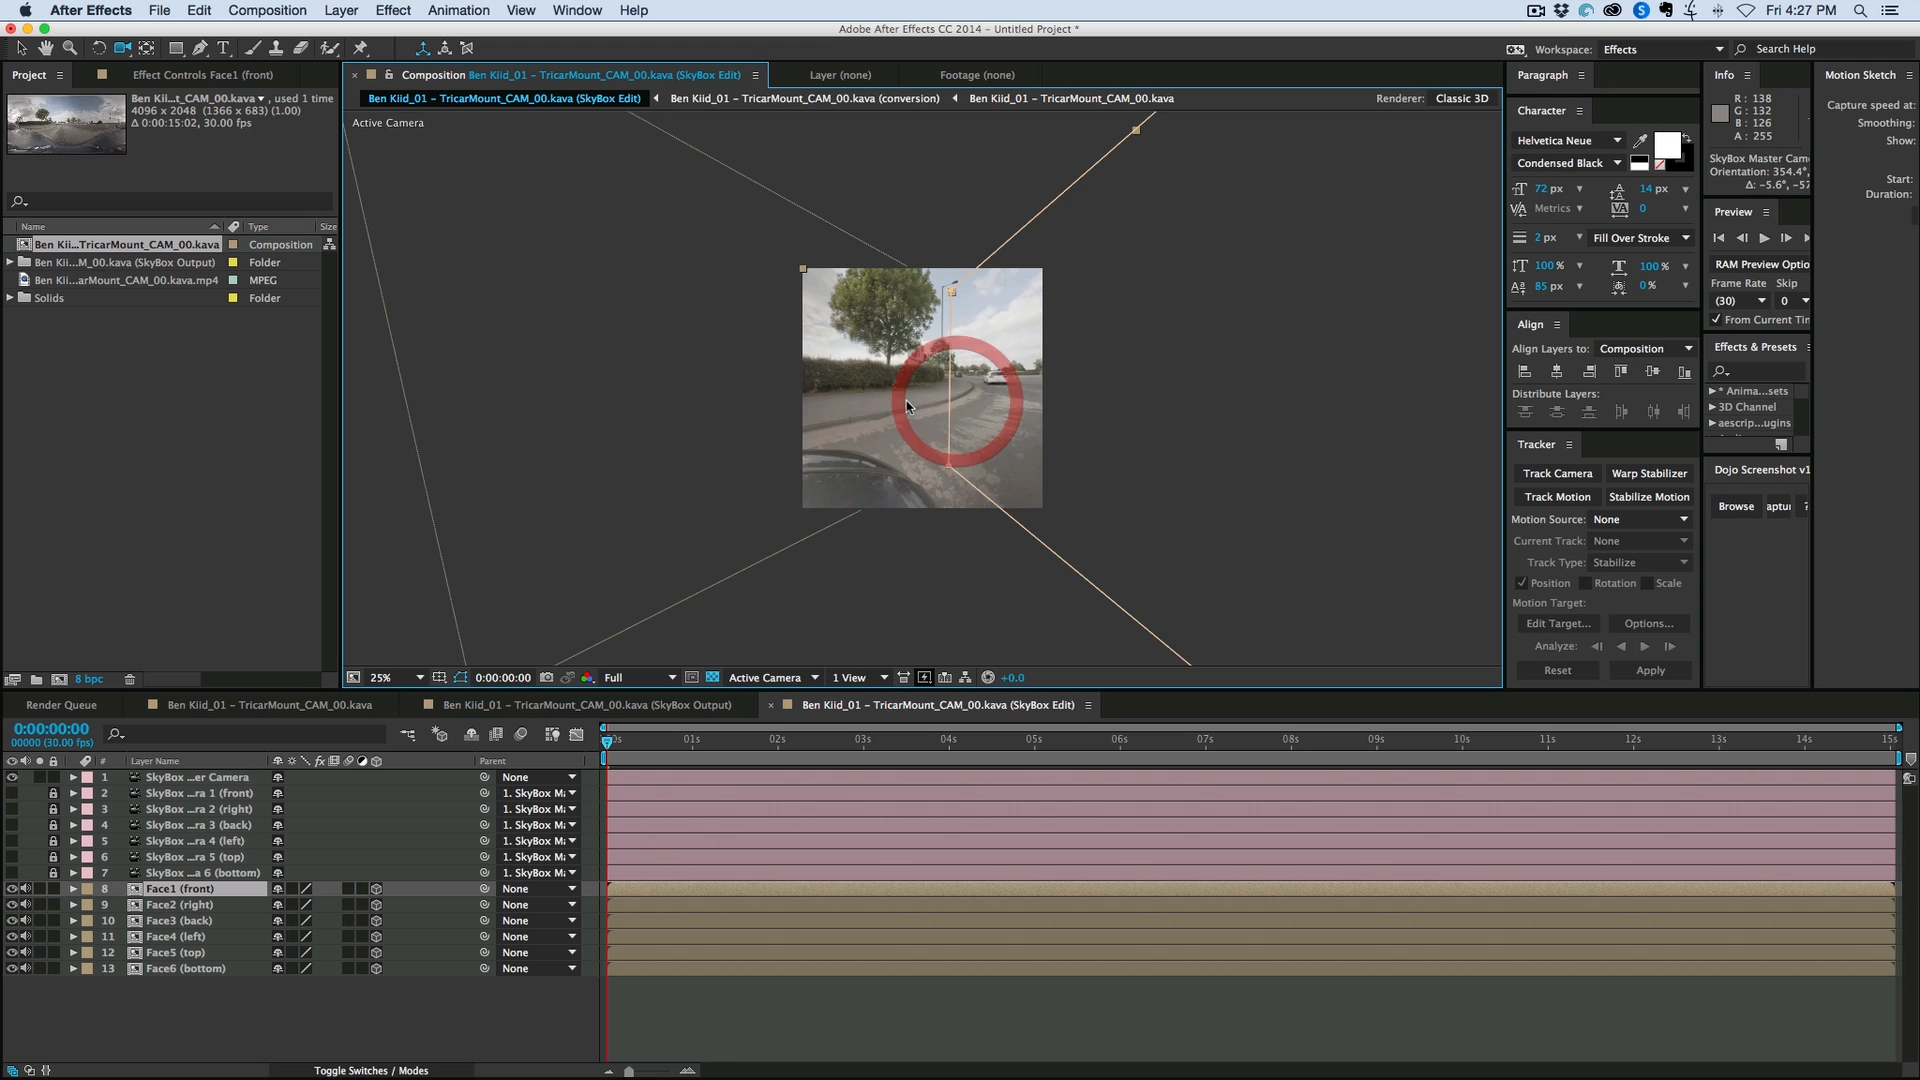 After Effects File Edit Composition Layer Effect Animation View Window Help
Fri 4:27 PM
Adobe After Effects CC 2014 – Untitled Project *
Workspace: Effects
Search Help
Project
Effect Controls Face1 (front)
Ben Kii...t_CAM_00.kava , used 1 time
4096 x 2048 (1366 x 683) (1.00)
Δ 0:00:15:02, 30.00 fps
Name Type Size
Ben Kii...TricarMount_CAM_00.kava Composition
Ben Kii...M_00.kava (SkyBox Output) Folder
Ben Kii...arMount_CAM_00.kava.mp4 MPEG
Solids Folder
8 bpc
Composition Ben Kiid_01 – TricarMount_CAM_00.kava (SkyBox Edit)
Layer (none)
Footage (none)
Ben Kiid_01 – TricarMount_CAM_00.kava (SkyBox Edit)
Ben Kiid_01 – TricarMount_CAM_00.kava (conversion)
Ben Kiid_01 – TricarMount_CAM_00.kava
Renderer: Classic 3D
Active Camera
25% 0:00:00:00 Full Active Camera 1 View +0.0
Paragraph
Character
Helvetica Neue
Condensed Black
72 px 14 px
Metrics 0
2 px Fill Over Stroke
100 % 100 %
85 px 0 %
Align
Align Layers to: Composition
Distribute Layers:
Tracker
Track Camera Warp Stabilizer
Track Motion Stabilize Motion
Motion Source: None
Current Track: None
Track Type: Stabilize
Position Rotation Scale
Motion Target:
Edit Target... Options...
Analyze:
Reset Apply
Info
R: 138
G: 132
B: 126
A: 255
SkyBox Master Cam
Orientation: 354.4°,
Δ: -5.6°, -57
Preview
RAM Preview Optio
Frame Rate Skip
(30) 0
From Current Tin
Effects & Presets
* Anima...sets
3D Channel
aescrip...ugins
Dojo Screenshot v1
Browse aptu ?
Motion Sketch
Capture speed at:
Smoothing:
Show:
Start:
Duration:
Render Queue
Ben Kiid_01 – TricarMount_CAM_00.kava
Ben Kiid_01 – TricarMount_CAM_00.kava (SkyBox Output)
Ben Kiid_01 – TricarMount_CAM_00.kava (SkyBox Edit)
0:00:00:00
00000 (30.00 fps)
01s 02s 03s 04s 05s 06s 07s 08s 09s 10s 11s 12s 13s 14s 15s
# Layer Name Parent
1 SkyBox ...er Camera None
2 SkyBox ...ra 1 (front) 1. SkyBox Ma
3 SkyBox ...ra 2 (right) 1. SkyBox Ma
4 SkyBox ...ra 3 (back) 1. SkyBox Ma
5 SkyBox ...ra 4 (left) 1. SkyBox Ma
6 SkyBox ...ra 5 (top) 1. SkyBox Ma
7 SkyBox ...a 6 (bottom) 1. SkyBox Ma
8 Face1 (front) None
9 Face2 (right) None
10 Face3 (back) None
11 Face4 (left) None
12 Face5 (top) None
13 Face6 (bottom) None
Toggle Switches / Modes